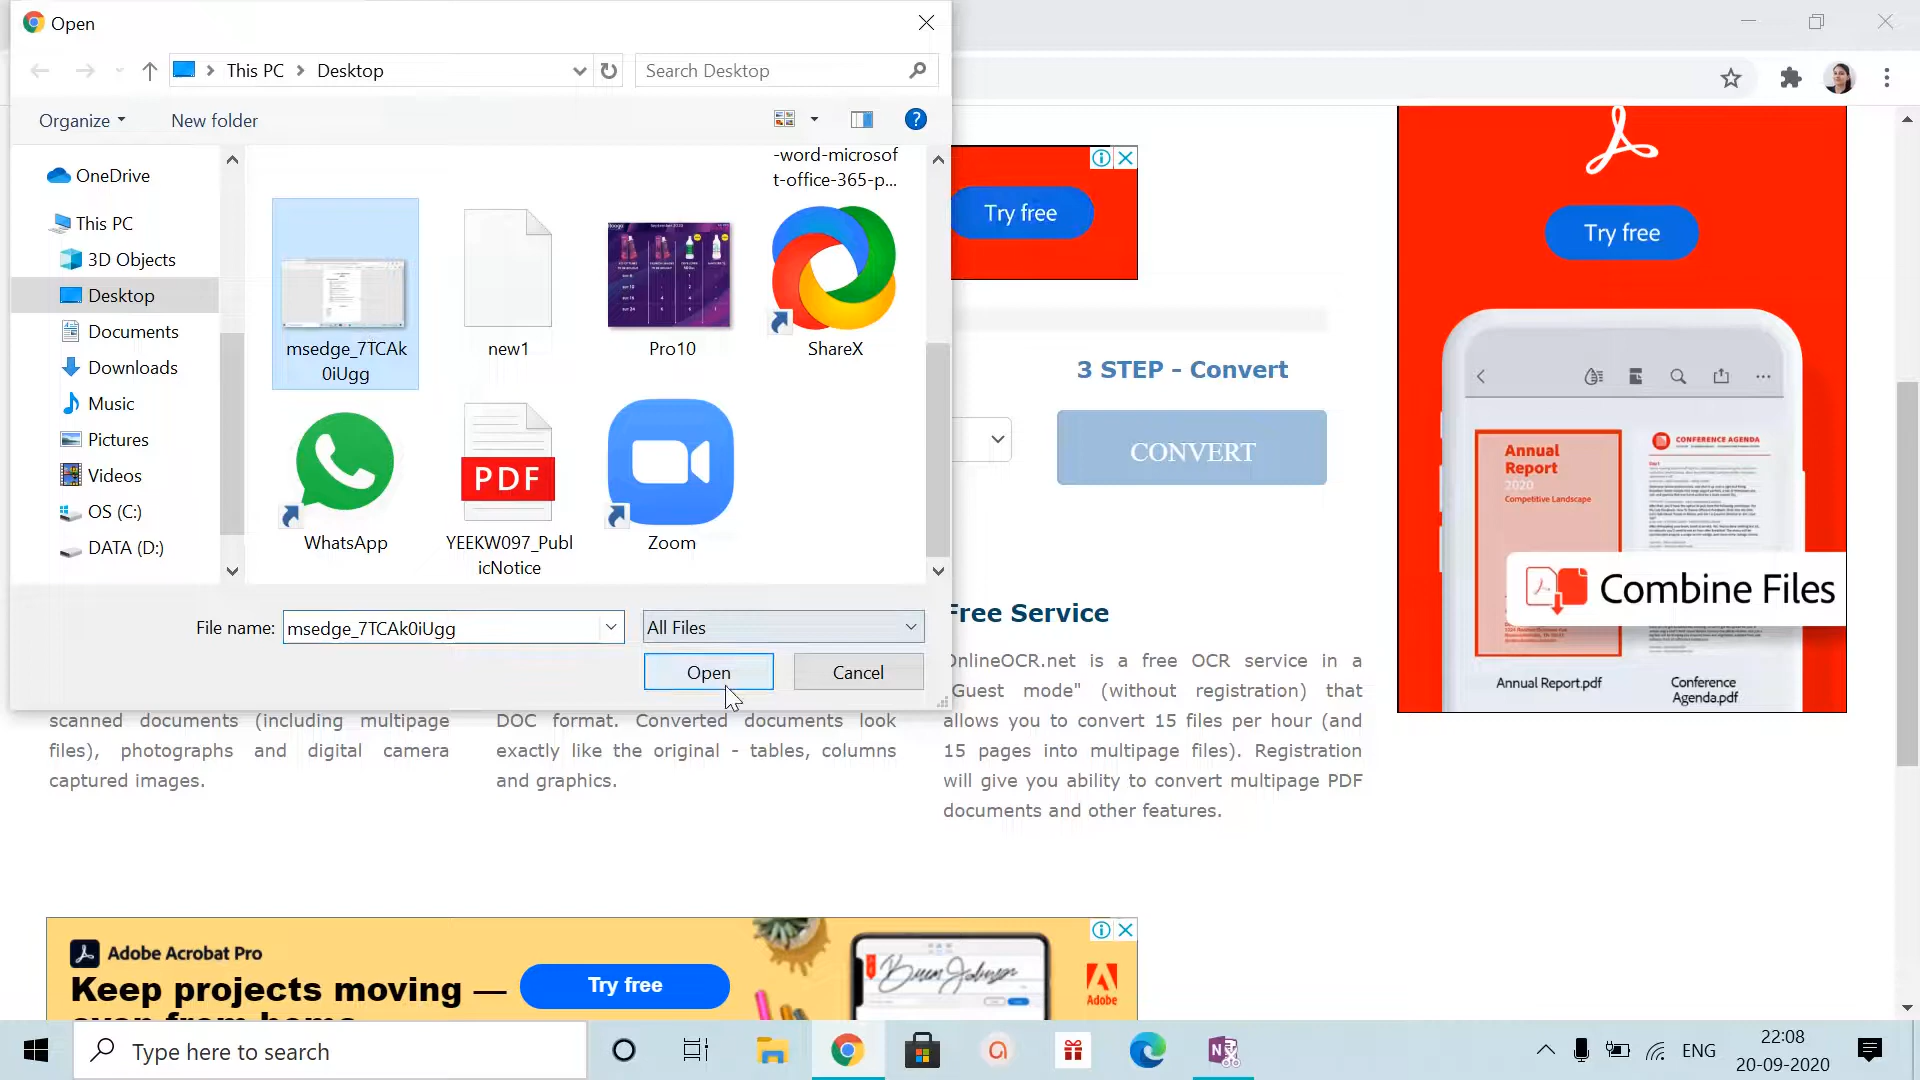 Open
This PC
Desktop
Search Desktop
Organize
New folder
OneDrive
This PC
3D Objects
Desktop
Documents
Downloads
Music
Pictures
Videos
OS (C:)
DATA (D:)
-word-microsof
t-office-365-p...
msedge_7TCAk
0iUgg
new1
Pro10
ShareX
WhatsApp
PDF
YEEKW097_Publ
icNotice
Zoom
File name:
msedge_7TCAk0iUgg
All Files
Open
Cancel
Try free
3 STEP - Convert
CONVERT
Try free
Annual
Report
2020
Competitive Landscape
CONFERENCE AGENDA
Combine Files
Annual Report.pdf
Conference
Agenda.pdf
scanned documents (including multipage
files), photographs and digital camera
captured images.
DOC format. Converted documents look
exactly like the original - tables, columns
and graphics.
Free Service
OnlineOCR.net is a free OCR service in a
Guest mode" (without registration) that
allows you to convert 15 files per hour (and
15 pages into multipage files). Registration
will give you ability to convert multipage PDF
documents and other features.
Adobe Acrobat Pro
Keep projects moving —
even from home.
Try free
Adobe
Type here to search
ENG
22:08
20-09-2020